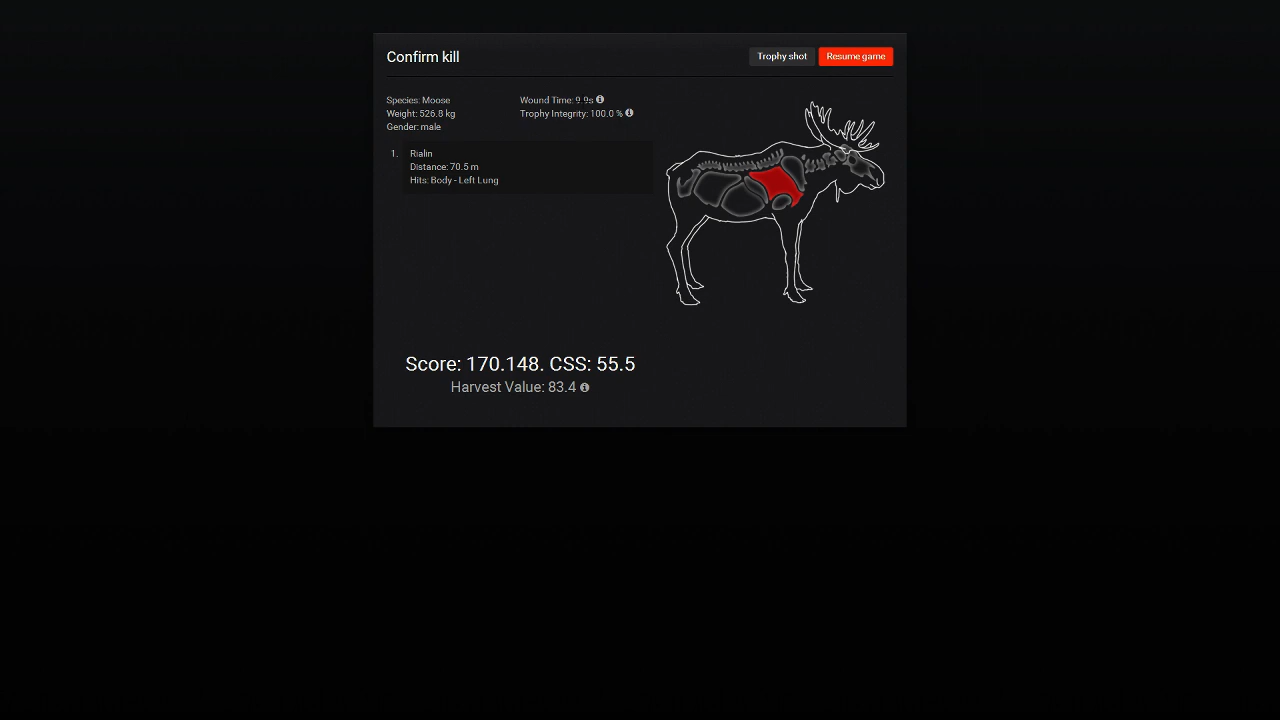 Confirm kill
Trophy shot
Resume game
Species: Moose
Weight: 526.8 kg
Gender: male
Wound Time: 9.9s
Trophy Integrity: 100.0 %
1.
Rialin
Distance: 70.5 m
Hits: Body - Left Lung
Score: 170.148. CSS: 55.5
Harvest Value: 83.4